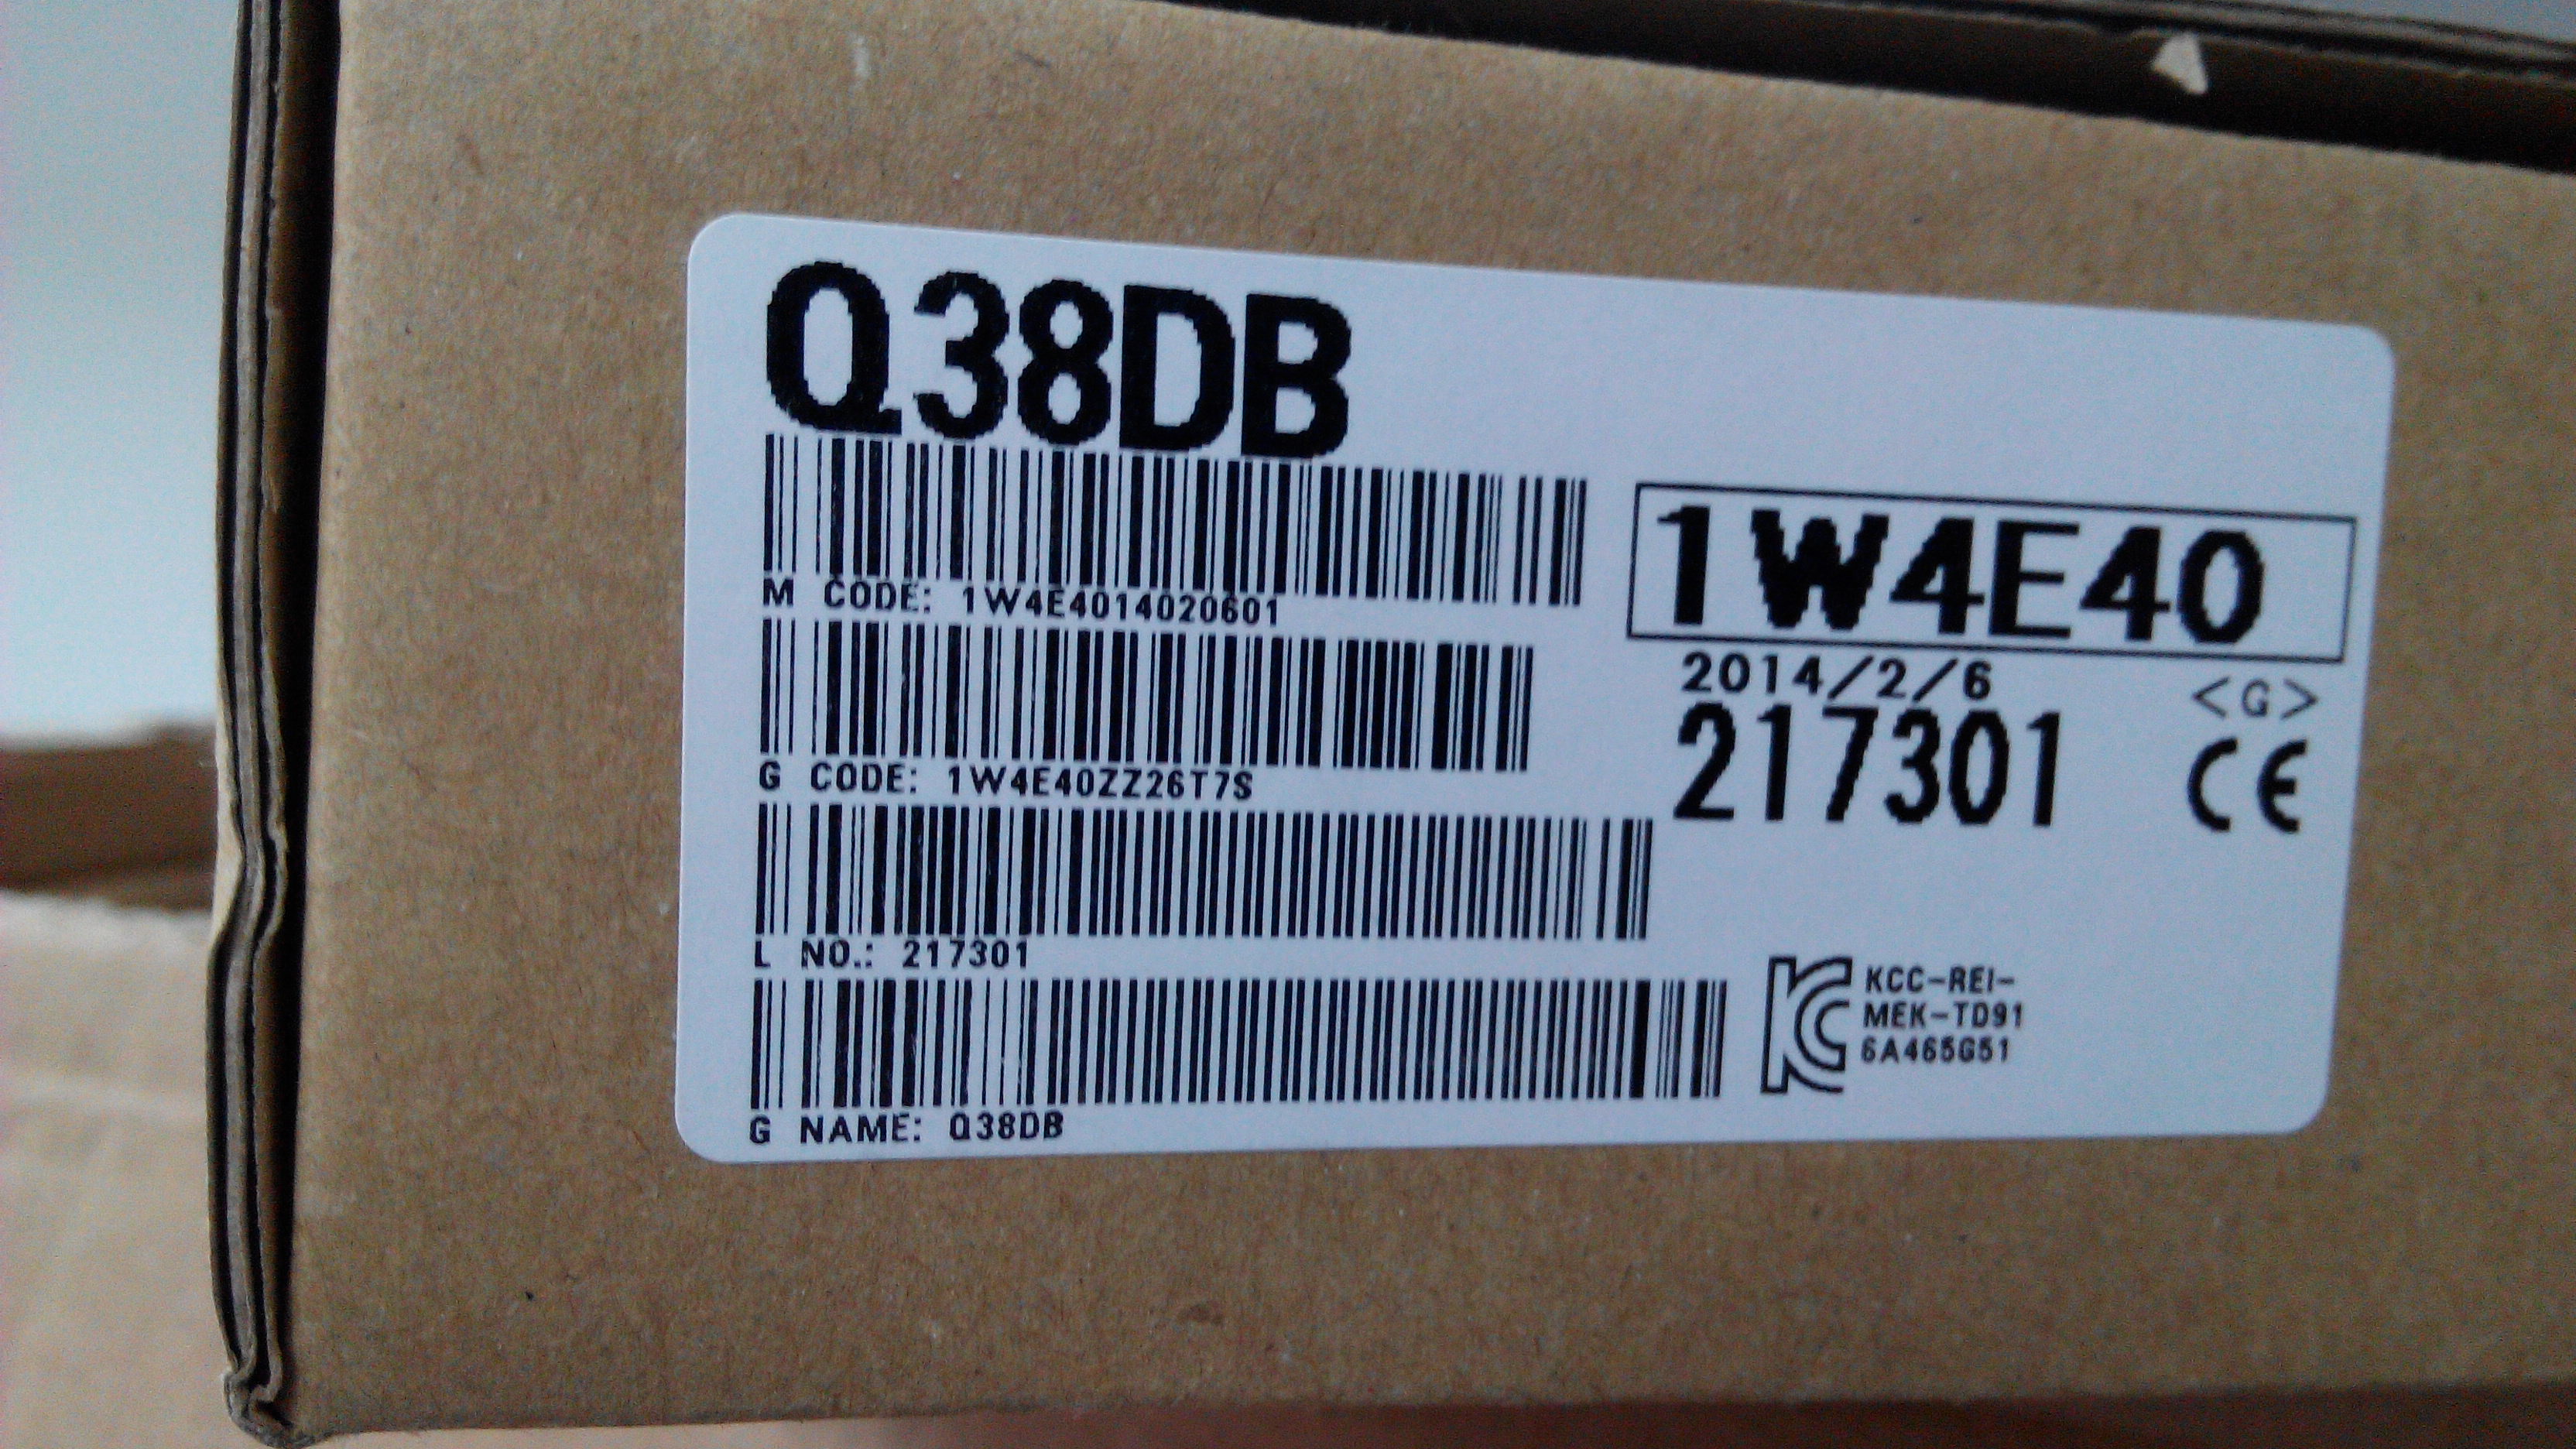 Q38DB
M CODE: 1W4E4014020601
1W4E40
2014/2/6
<G>
G CODE: 1W4E40ZZ26T7S
217301
CE
L NO.: 217301
KC
KCC-REI-
MEK-TD91
6A465G51
G NAME: Q38DB